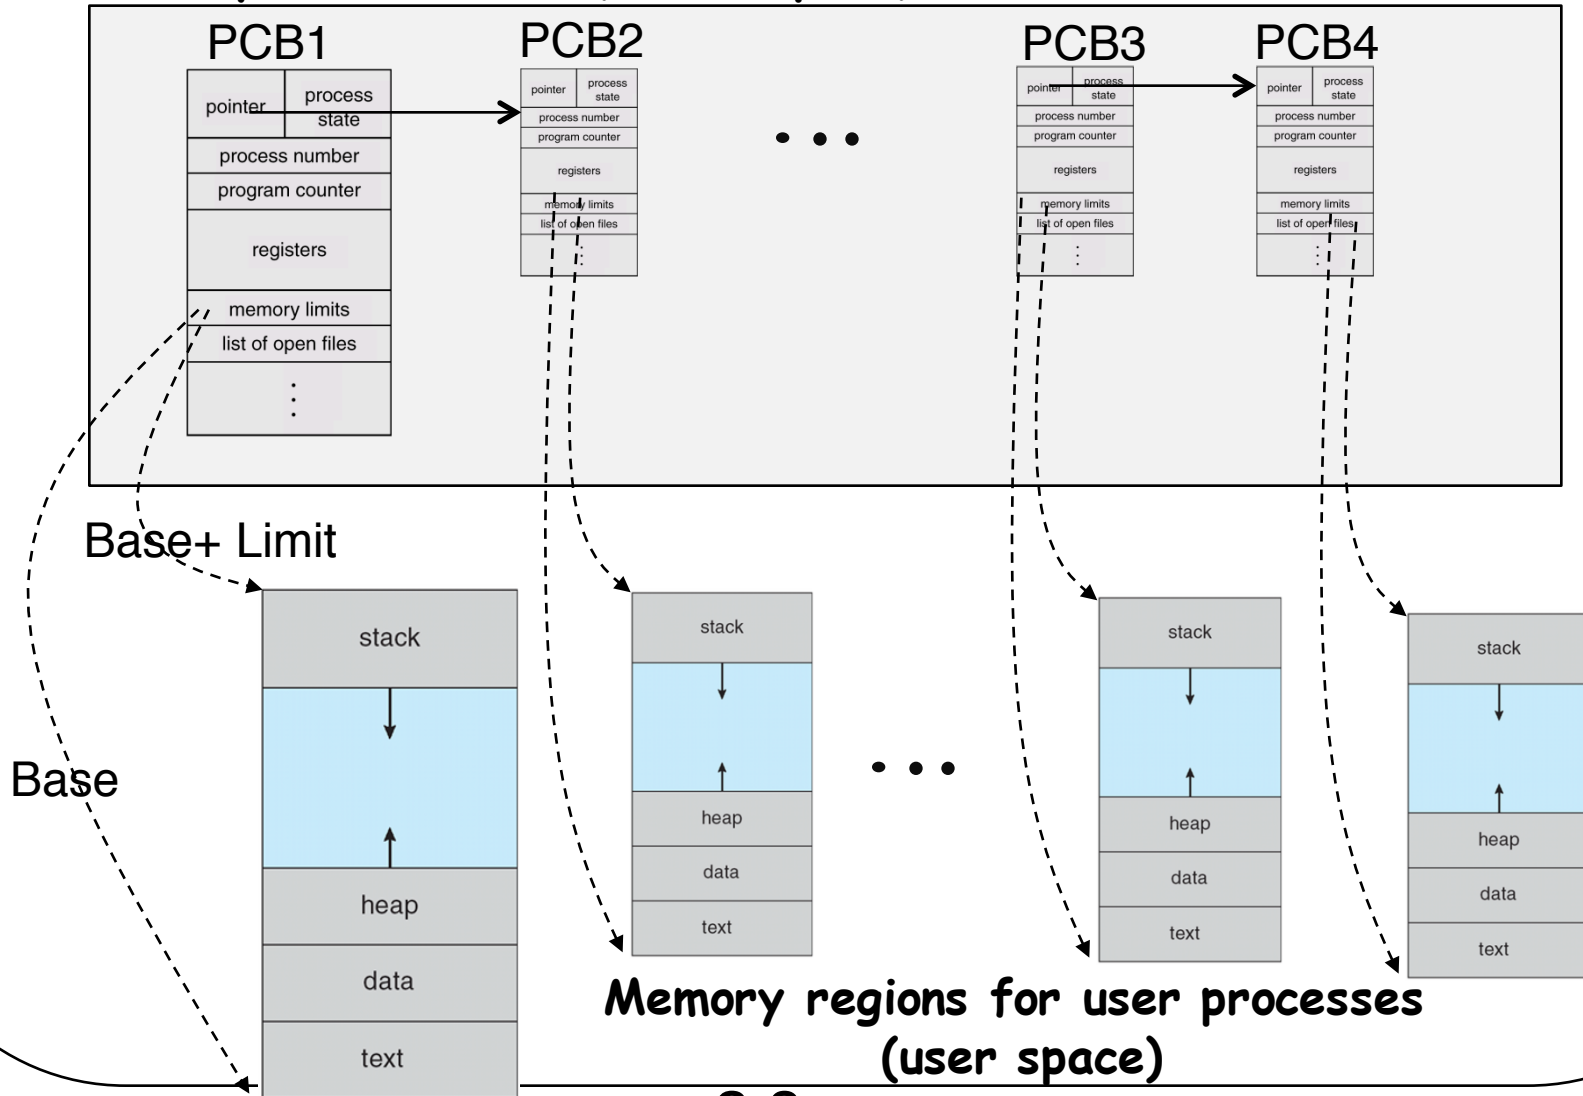 PCB1
PCB2
PCB3
PCB4
pointer
process
state
process number
program counter
registers
memory limits
list of open files
pointer
process
state
process number
program counter
registers
memory limits
list of open files
pointer
process
state
process number
program counter
registers
memory limits
list of open files
pointer
process
state
process number
program counter
registers
memory limits
list of open files
Base+ Limit
Base
stack
heap
data
text
stack
heap
data
text
stack
heap
data
text
stack
heap
data
text
Memory regions for user processes
(user space)